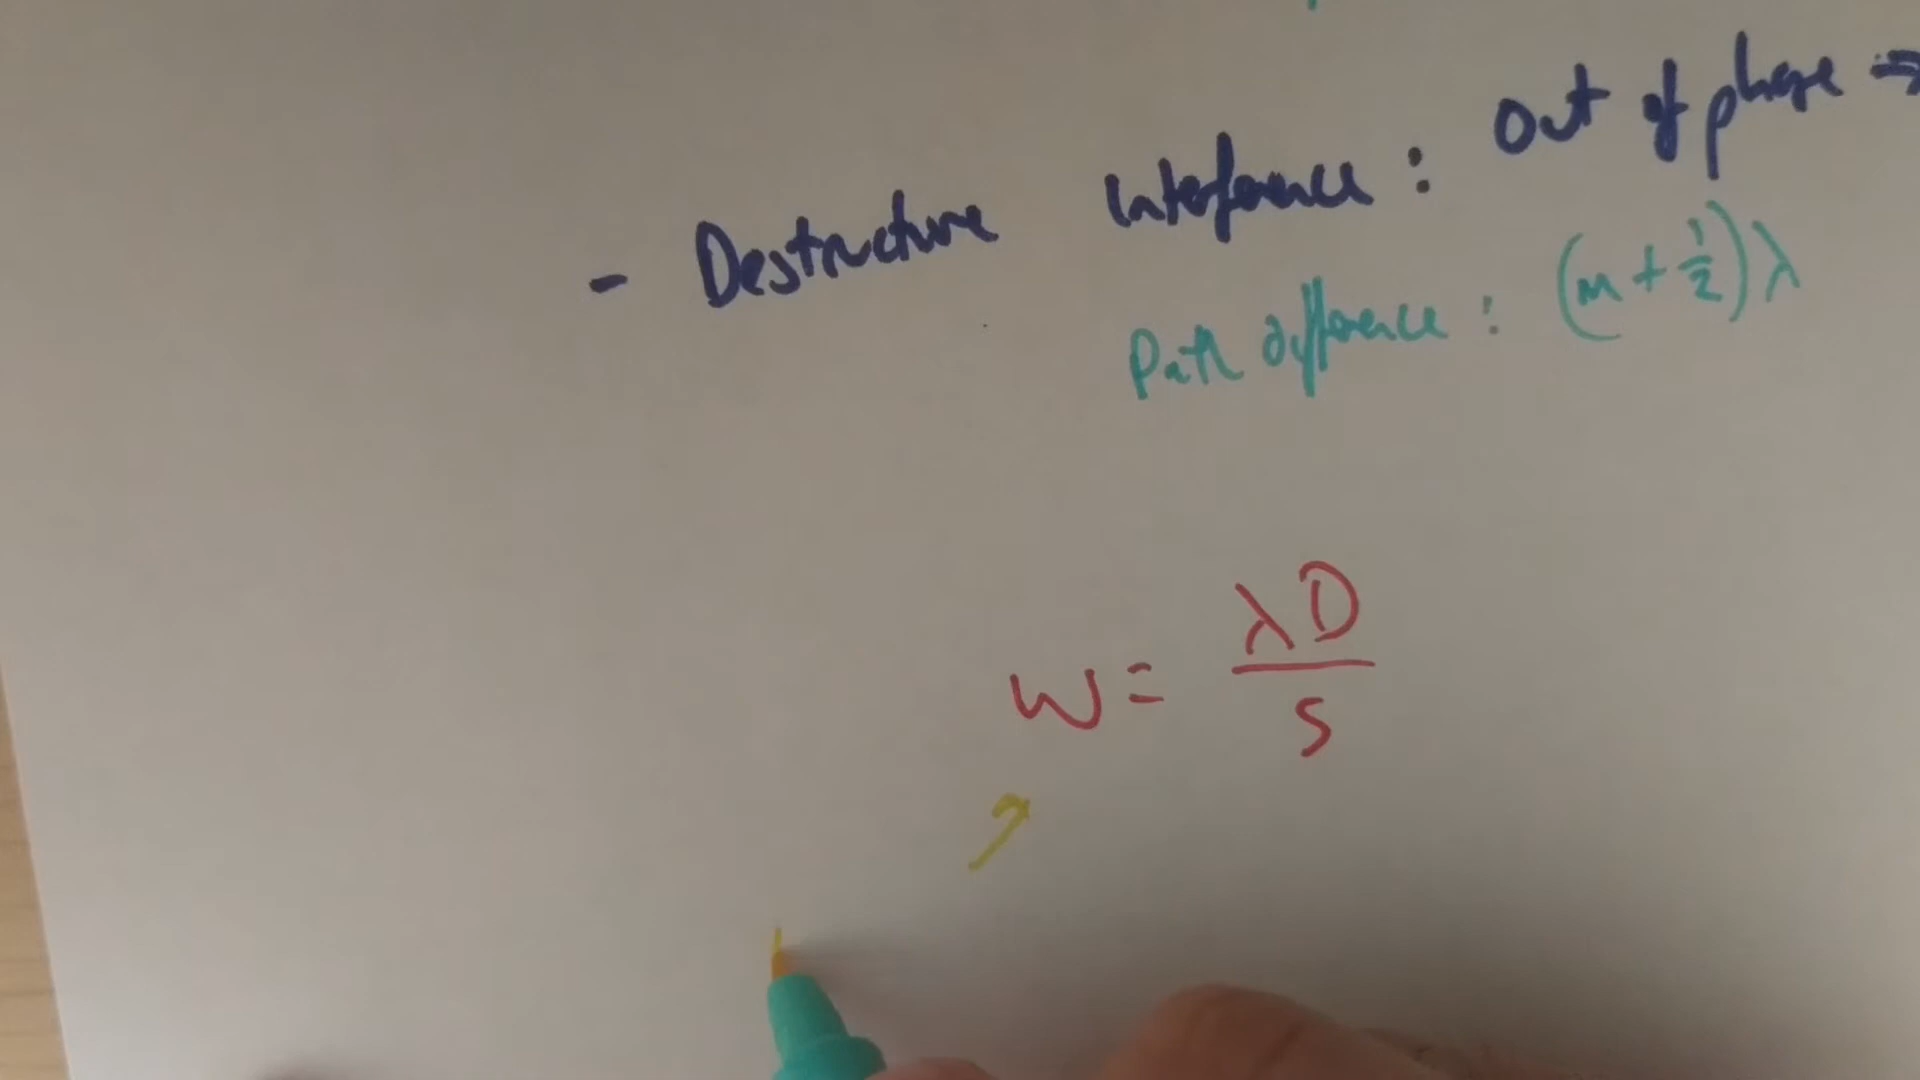 - Destructive Interference : Out of phase ⇒
Path difference : (m + 1/2) λ
w = λD/s